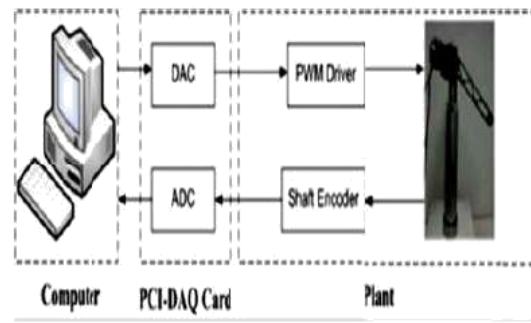 DAC
PWM Driver
ADC
Shaft Encoder
Computer
PCI-DAQ Card
Plant